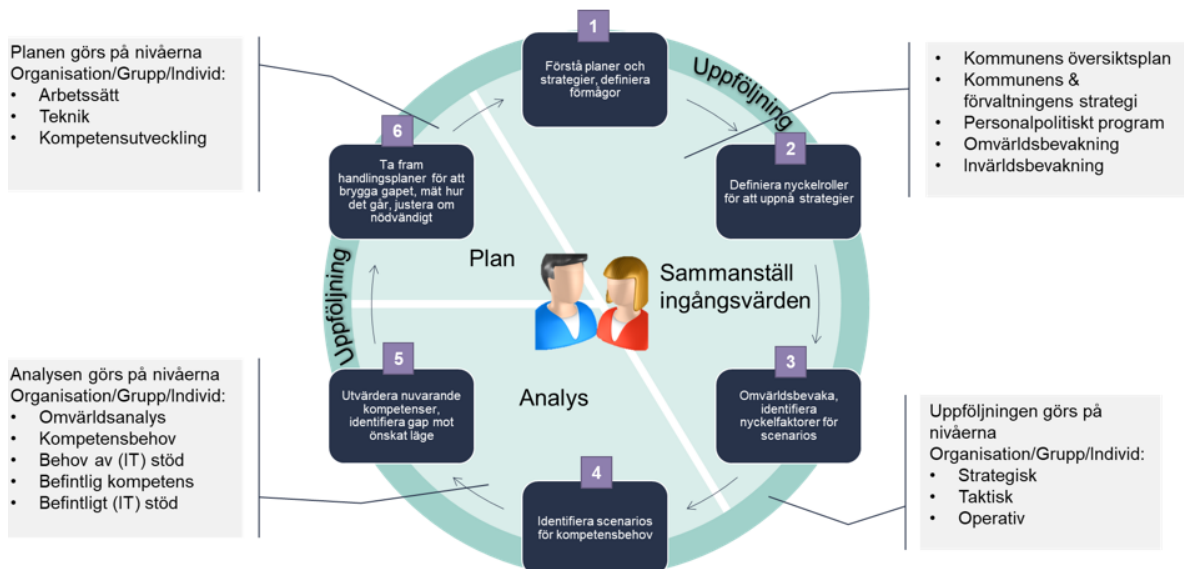 Planen görs på nivåerna
Organisation/Grupp/Individ:
• Arbetssätt
• Teknik
• Kompetensutveckling
1
Förstå planer och
strategier, definiera
förmågor
Uppföljning
• Kommunens översiktsplan
• Kommunens &
förvaltningens strategi
• Personalpolitiskt program
• Omvärldsbevakning
• Invärldsbevakning
2
Definiera nyckelroller
för att uppnå strategier
6
Ta fram
handlingsplaner för att
brygga gapet, mät hur
det går, justera om
nödvändigt
Plan
Sammanställ
ingångsvärden
Uppföljning
3
Omvärldsbevaka,
identifiera
nyckelfaktorer för
scenarios
5
Utvärdera nuvarande
kompetenser,
identifiera gap mot
önskat läge
Analys
Analysen görs på nivåerna
Organisation/Grupp/Individ:
• Omvärldsanalys
• Kompetensbehov
• Behov av (IT) stöd
• Befintlig kompetens
• Befintligt (IT) stöd
4
Identifiera scenarios
för kompetensbehov
Uppföljningen görs på
nivåerna
Organisation/Grupp/Individ:
• Strategisk
• Taktisk
• Operativ